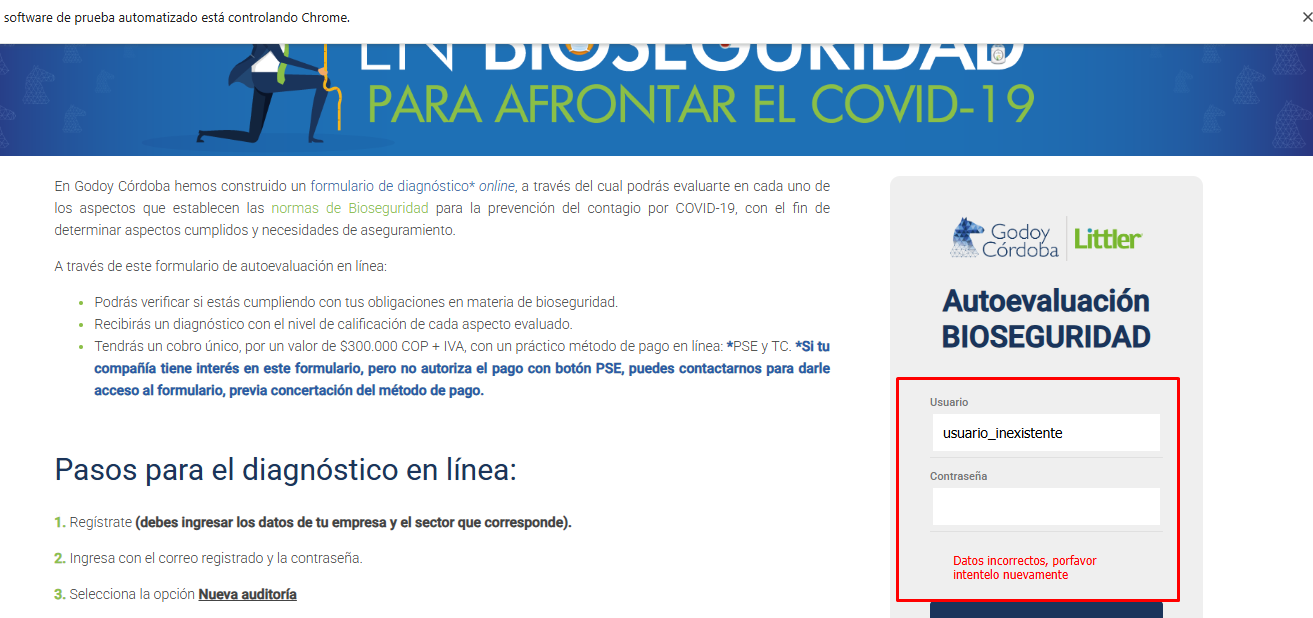 software de prueba automatizado está controlando Chrome.
EN BIOSEGURIDAD
PARA AFRONTAR EL COVID-19
En Godoy Córdoba hemos construido un formulario de diagnóstico* online, a través del cual podrás evaluarte en cada uno de
los aspectos que establecen las normas de Bioseguridad para la prevención del contagio por COVID-19, con el fin de
determinar aspectos cumplidos y necesidades de aseguramiento.
A través de este formulario de autoevaluación en línea:
• Podrás verificar si estás cumpliendo con tus obligaciones en materia de bioseguridad.
• Recibirás un diagnóstico con el nivel de calificación de cada aspecto evaluado.
• Tendrás un cobro único, por un valor de $300.000 COP + IVA, con un práctico método de pago en línea: *PSE y TC. *Si tu
compañía tiene interés en este formulario, pero no autoriza el pago con botón PSE, puedes contactarnos para darle
acceso al formulario, previa concertación del método de pago.
Pasos para el diagnóstico en línea:
1. Regístrate (debes ingresar los datos de tu empresa y el sector que corresponde).
2. Ingresa con el correo registrado y la contraseña.
3. Selecciona la opción Nueva auditoría
Godoy
Córdoba
Littler
Autoevaluación
BIOSEGURIDAD
Usuario
usuario_inexistente
Contraseña
Datos incorrectos, porfavor
intentelo nuevamente